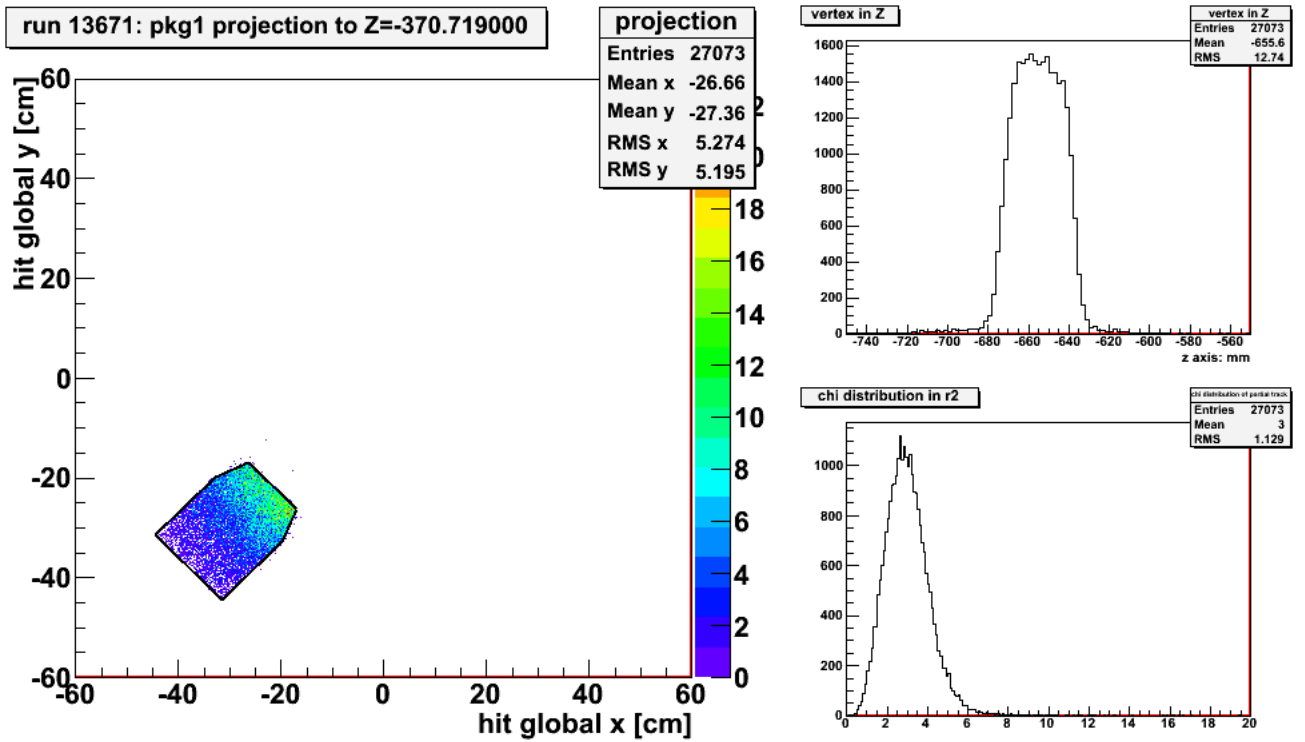 run 13671: pkg1 projection to Z=-370.719000
projection
Entries 27073
Mean x -26.66
Mean y -27.36
RMS x 5.274
RMS y 5.195
hit global y [cm]
60
40
20
0
-20
-40
-60
-60 -40 -20 0 20 40 60
hit global x [cm]
2
0
18
16
14
12
10
8
6
4
2
0
vertex in Z
vertex in Z
Entries 27073
Mean -655.6
RMS 12.74
1600
1400
1200
1000
800
600
400
200
0
-740 -720 -700 -680 -660 -640 -620 -600 -580 -560
z axis: mm
chi distribution in r2
chi distribution of partial track
Entries 27073
Mean 3
RMS 1.129
1000
800
600
400
200
0
0 2 4 6 8 10 12 14 16 18 20